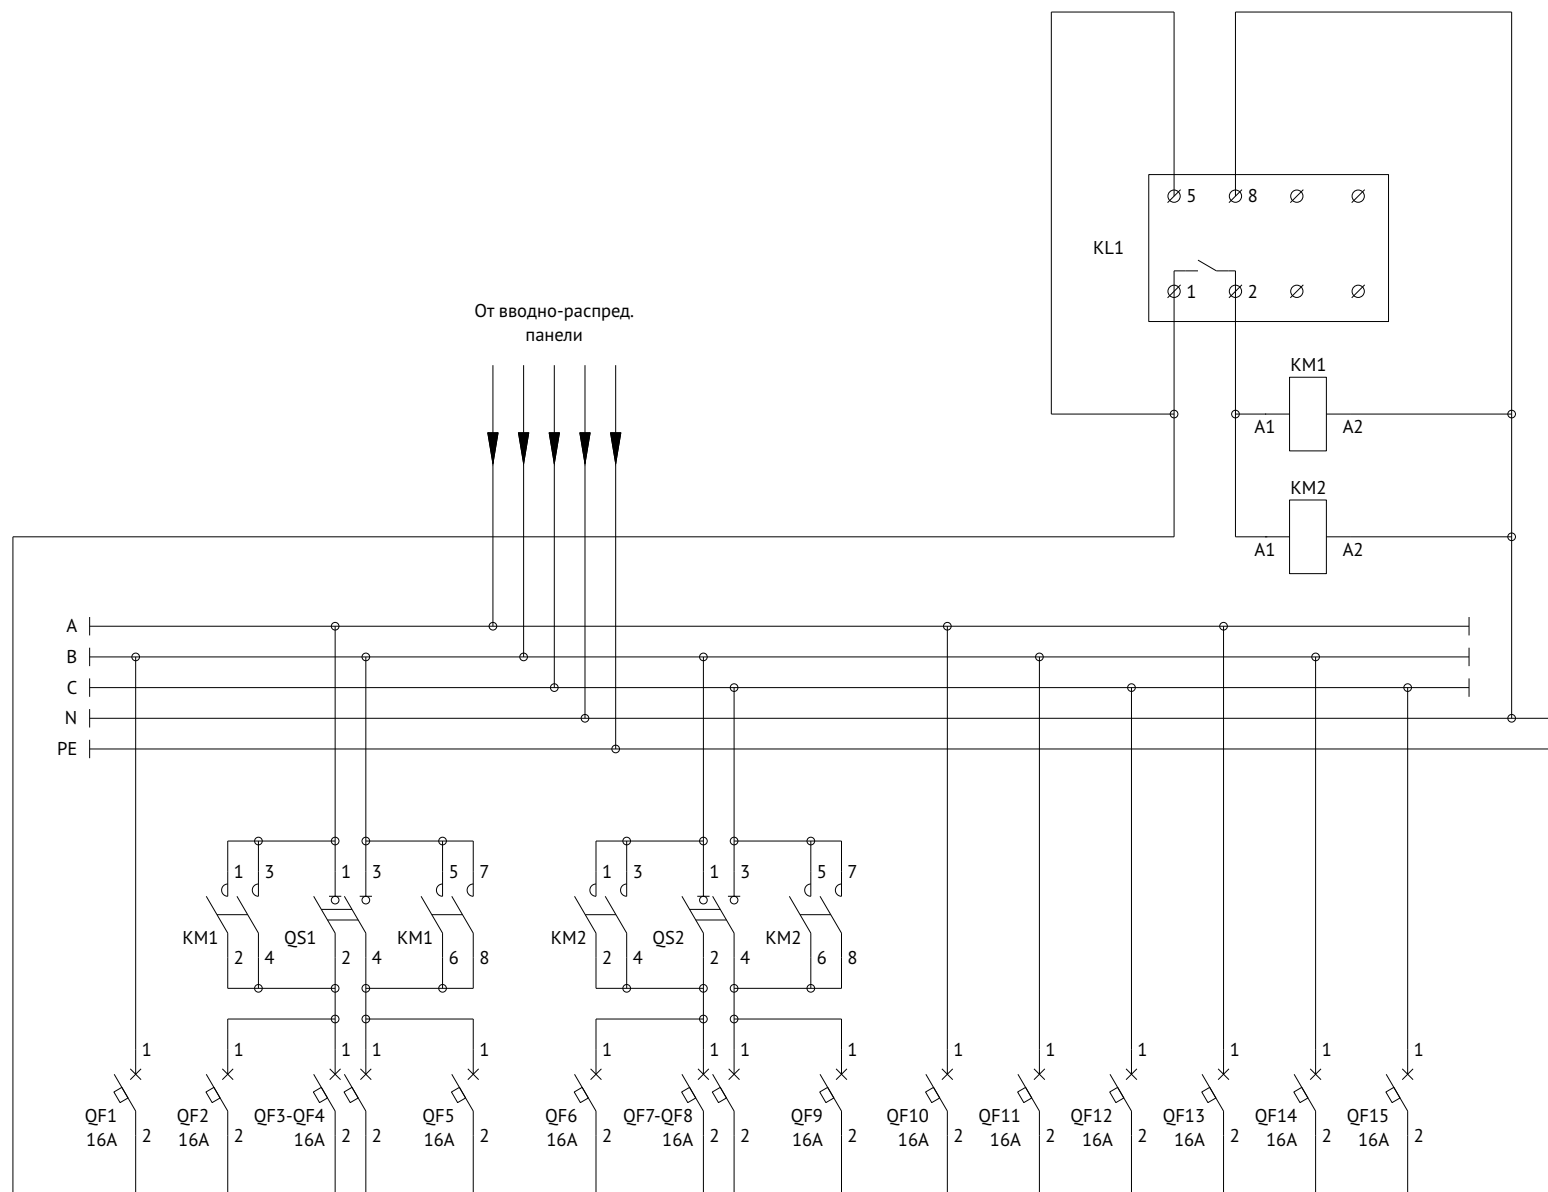 5 8
KL1
1 2
От вводно-распред.
панели
KM1
A1 A2
KM2
A1 A2
A
B
C
N
PE
1 3 1 3 5 7 1 3 1 3 5 7
KM1 QS1 KM1 KM2 QS2 KM2
2 4 2 4 6 8 2 4 2 4 6 8
1 1 1 1 1 1 1 1 1 1 1 1 1 1 1
QF1 QF2 QF3-QF4 QF5 QF6 QF7-QF8 QF9 QF10 QF11 QF12 QF13 QF14 QF15
16A 16A 16A 16A 16A 16A 16A 16A 16A 16A 16A 16A 16A
2 2 2 2 2 2 2 2 2 2 2 2 2 2 2